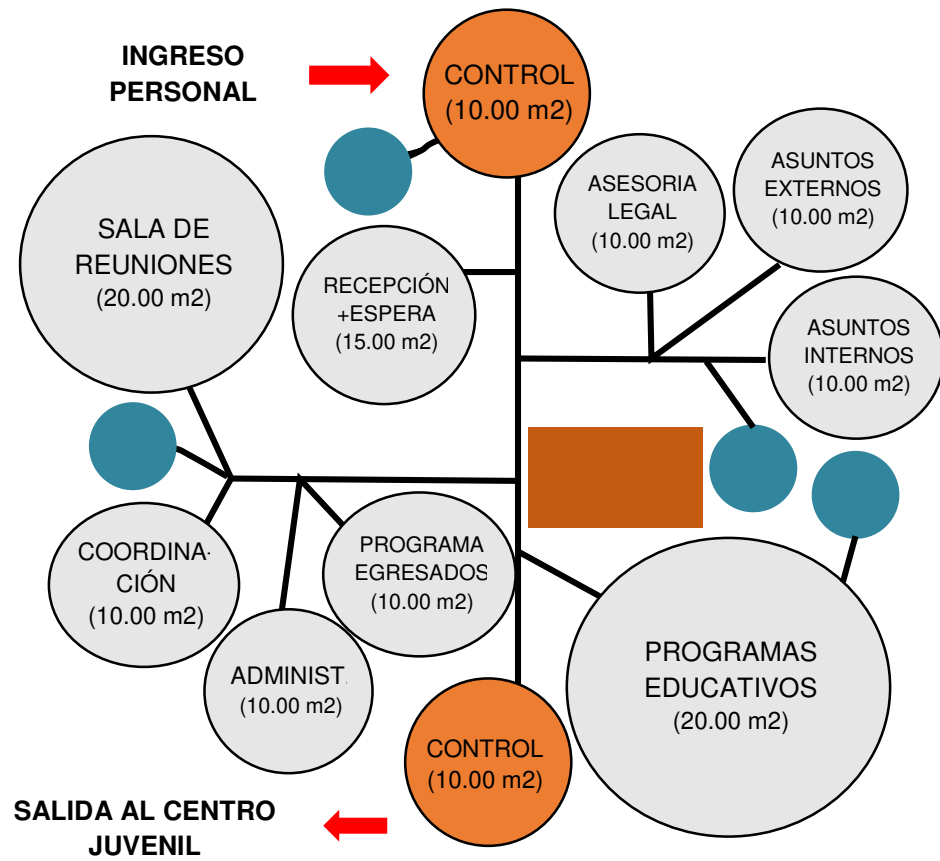 INGRESO
PERSONAL
CONTROL
(10.00 m2)
ASESORIA
LEGAL
(10.00 m2)
ASUNTOS
EXTERNOS
(10.00 m2)
SALA DE
REUNIONES
(20.00 m2)
RECEPCIÓN
+ESPERA
(15.00 m2)
ASUNTOS
INTERNOS
(10.00 m2)
COORDINA-
CIÓN
(10.00 m2)
PROGRAMA
EGRESADOS
(10.00 m2)
ADMINIST.
(10.00 m2)
PROGRAMAS
EDUCATIVOS
(20.00 m2)
CONTROL
(10.00 m2)
SALIDA AL CENTRO
JUVENIL